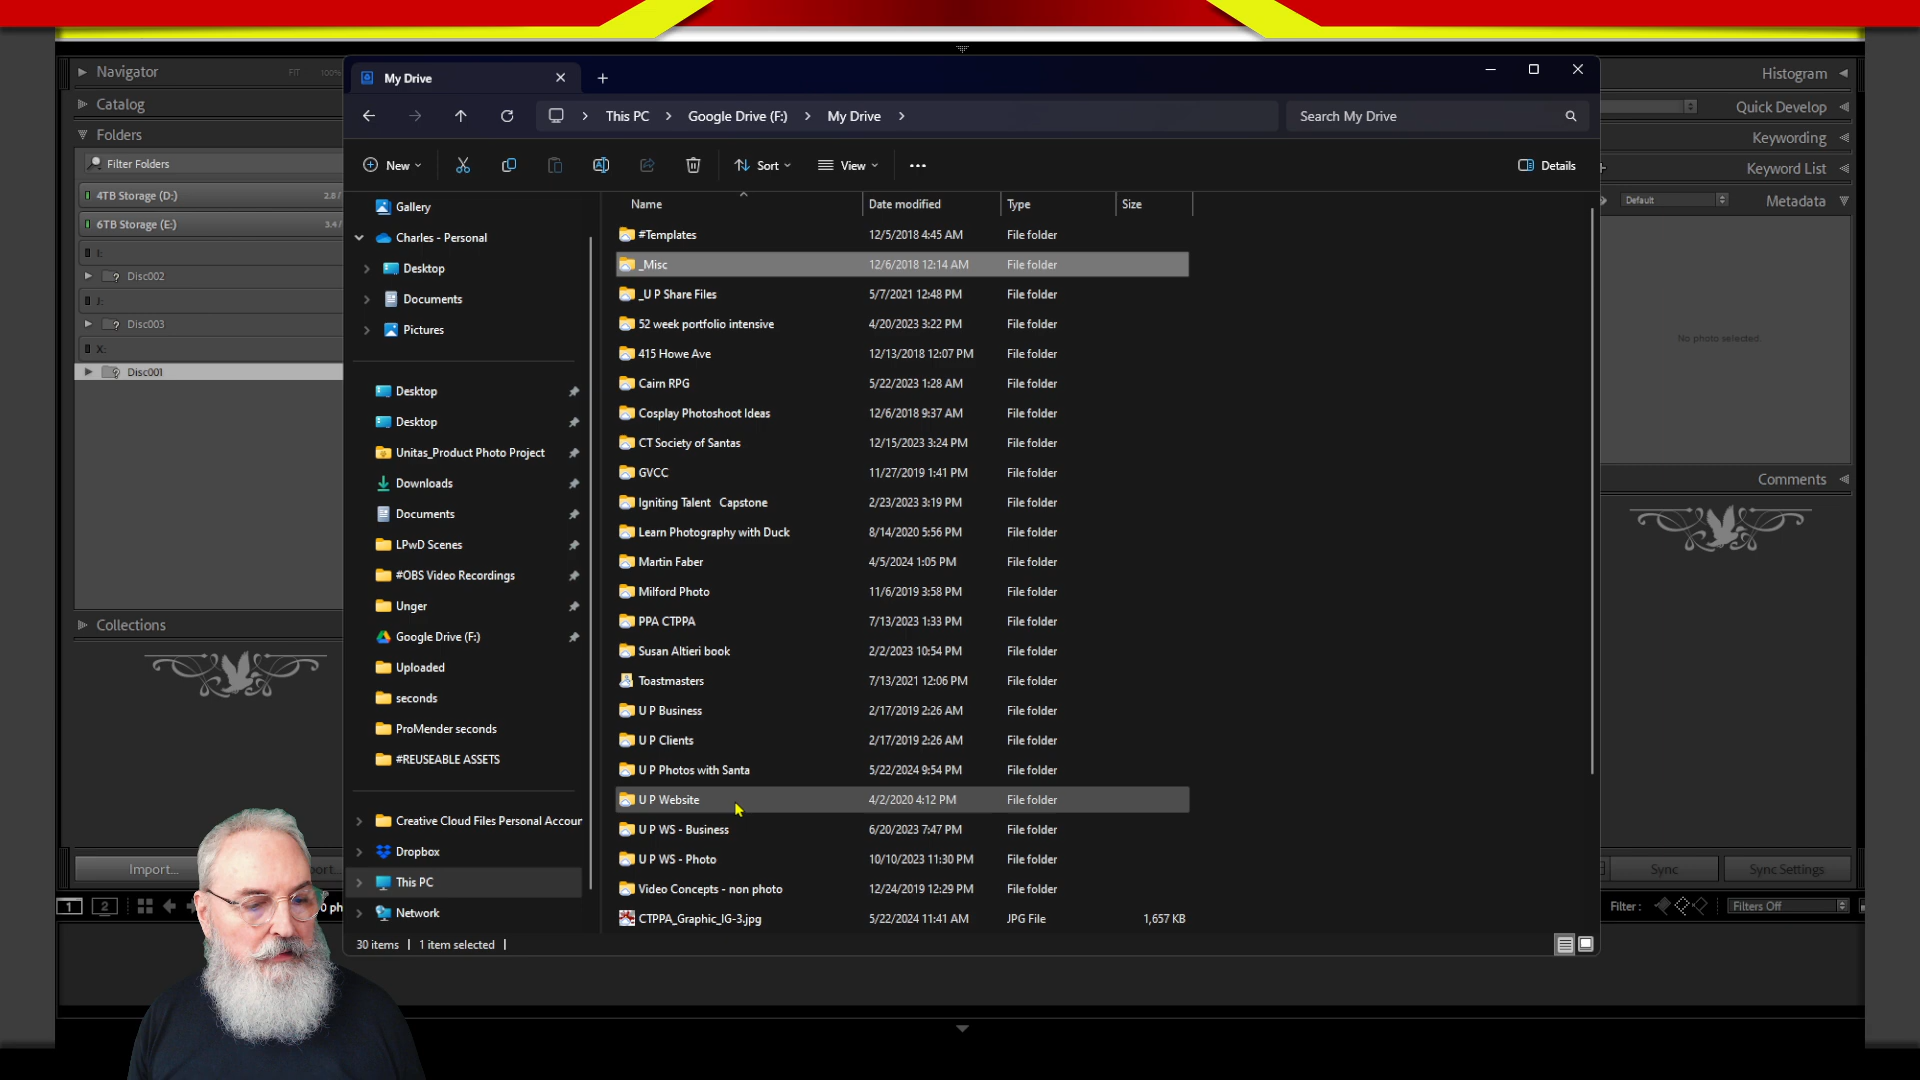 Navigator
FIT
100%
Catalog
Folders
Filter Folders
4TB Storage (D:)
2.8 /
6TB Storage (E:)
3.4 /
I:
Disc002
J:
Disc003
X:
Disc001
Collections
Import...
1
2
My Drive
This PC
Google Drive (F:)
My Drive
Search My Drive
New
Sort
View
Details
Gallery
Charles - Personal
Desktop
Documents
Pictures
Desktop
Desktop
Unitas_Product Photo Project
Downloads
Documents
LPwD Scenes
#OBS Video Recordings
Unger
Google Drive (F:)
Uploaded
seconds
ProMender seconds
#REUSEABLE ASSETS
Creative Cloud Files Personal Accour
Dropbox
This PC
Network
Name Date modified Type Size
#Templates 12/5/2018 4:45 AM File folder
_Misc 12/6/2018 12:14 AM File folder
_U P Share Files 5/7/2021 12:48 PM File folder
52 week portfolio intensive 4/20/2023 3:22 PM File folder
415 Howe Ave 12/13/2018 12:07 PM File folder
Cairn RPG 5/22/2023 1:28 AM File folder
Cosplay Photoshoot Ideas 12/6/2018 9:37 AM File folder
CT Society of Santas 12/15/2023 3:24 PM File folder
GVCC 11/27/2019 1:41 PM File folder
Igniting Talent Capstone 2/23/2023 3:19 PM File folder
Learn Photography with Duck 8/14/2020 5:56 PM File folder
Martin Faber 4/5/2024 1:05 PM File folder
Milford Photo 11/6/2019 3:58 PM File folder
PPA CTPPA 7/13/2023 1:33 PM File folder
Susan Altieri book 2/2/2023 10:54 PM File folder
Toastmasters 7/13/2021 12:06 PM File folder
U P Business 2/17/2019 2:26 AM File folder
U P Clients 2/17/2019 2:26 AM File folder
U P Photos with Santa 5/22/2024 9:54 PM File folder
U P Website 4/2/2020 4:12 PM File folder
U P WS - Business 6/20/2023 7:47 PM File folder
U P WS - Photo 10/10/2023 11:30 PM File folder
Video Concepts - non photo 12/24/2019 12:29 PM File folder
CTPPA_Graphic_IG-3.jpg 5/22/2024 11:41 AM JPG File 1,657 KB
30 items
1 item selected
Histogram
Quick Develop
Keywording
Keyword List
Default
Metadata
No photo selected.
Comments
Sync
Sync Settings
Filter :
Filters Off